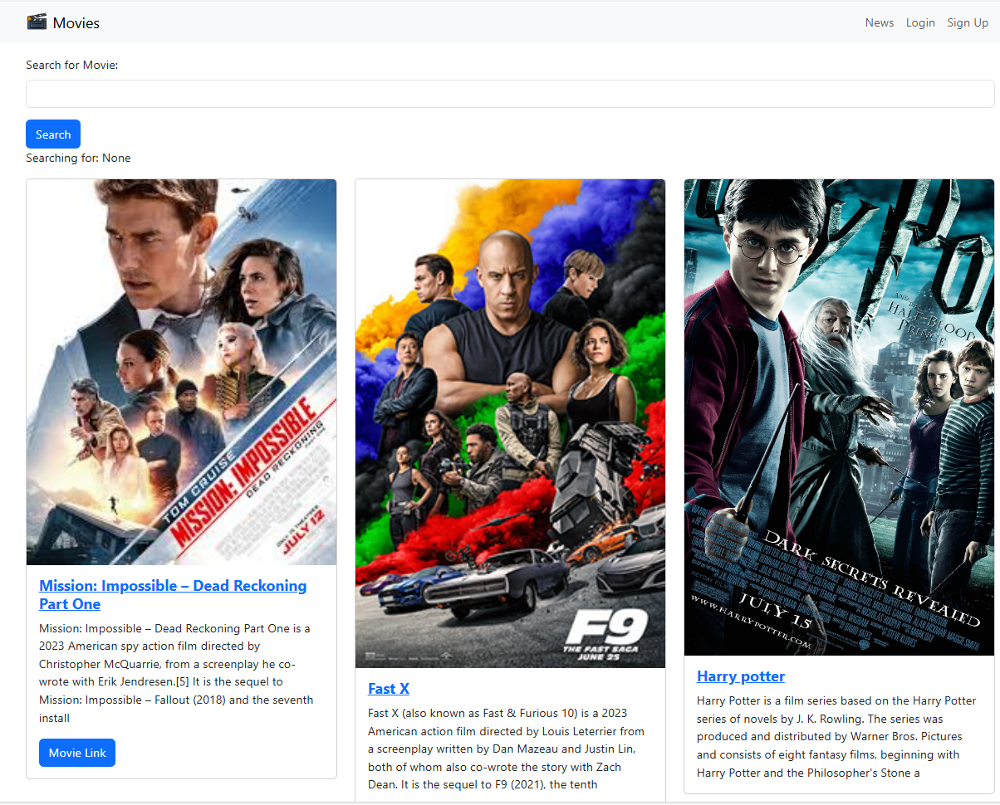 Movies
News Login Sign Up
Search for Movie:
Search
Searching for: None
TOM CRUISE
MISSION: IMPOSSIBLE
DEAD RECKONING
JULY 12
Mission: Impossible – Dead Reckoning
Part One
Mission: Impossible – Dead Reckoning Part One is a
2023 American spy action film directed by
Christopher McQuarrie, from a screenplay he co-
wrote with Erik Jendresen.[5] It is the sequel to
Mission: Impossible – Fallout (2018) and the seventh
install
Movie Link
F9
THE FAST SAGA
JUNE 25
Fast X
Fast X (also known as Fast & Furious 10) is a 2023
American action film directed by Louis Leterrier from
a screenplay written by Dan Mazeau and Justin Lin,
both of whom also co-wrote the story with Zach
Dean. It is the sequel to F9 (2021), the tenth
AND THE
HALF-BLOOD
PRINCE
DARK SECRETS REVEALED
JULY 15
WWW.HARRYPOTTER.COM
Harry potter
Harry Potter is a film series based on the Harry Potter
series of novels by J. K. Rowling. The series was
produced and distributed by Warner Bros. Pictures
and consists of eight fantasy films, beginning with
Harry Potter and the Philosopher's Stone a